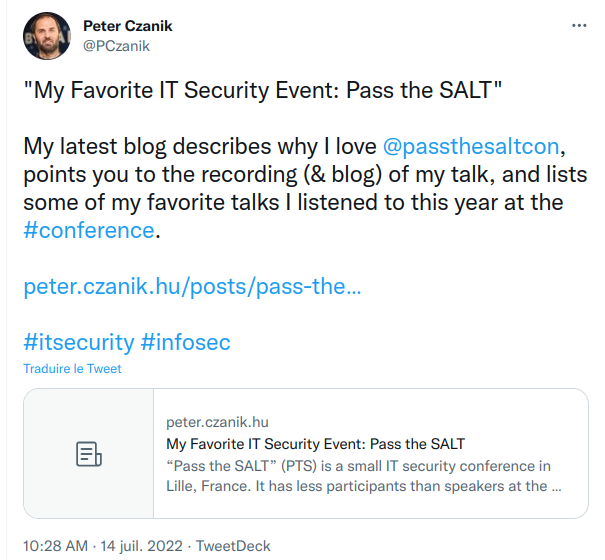 Peter Czanik
@PCzanik
"My Favorite IT Security Event: Pass the SALT"
My latest blog describes why I love @passthesaltcon,
points you to the recording (& blog) of my talk, and lists
some of my favorite talks I listened to this year at the
#conference.
peter.czanik.hu/posts/pass-the...
#itsecurity #infosec
Traduire le Tweet
peter.czanik.hu
My Favorite IT Security Event: Pass the SALT
“Pass the SALT” (PTS) is a small IT security conference in
Lille, France. It has less participants than speakers at the ...
10:28 AM · 14 juil. 2022 · TweetDeck